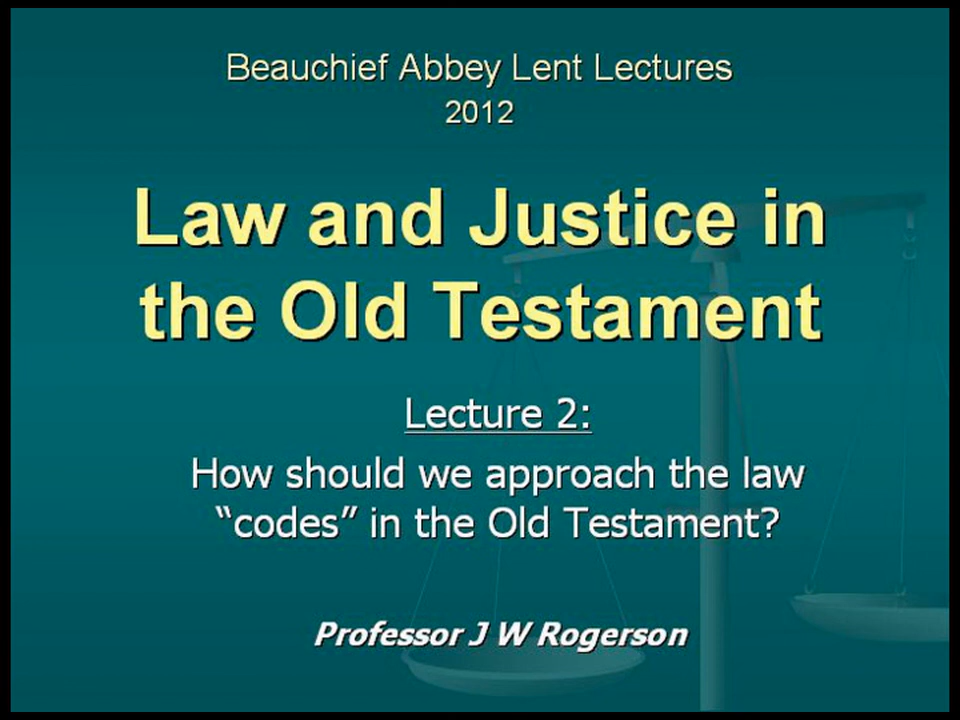 Beauchief Abbey Lent Lectures
2012
Law and Justice in
the Old Testament
Lecture 2:
How should we approach the law
“codes” in the Old Testament?
Professor J W Rogerson